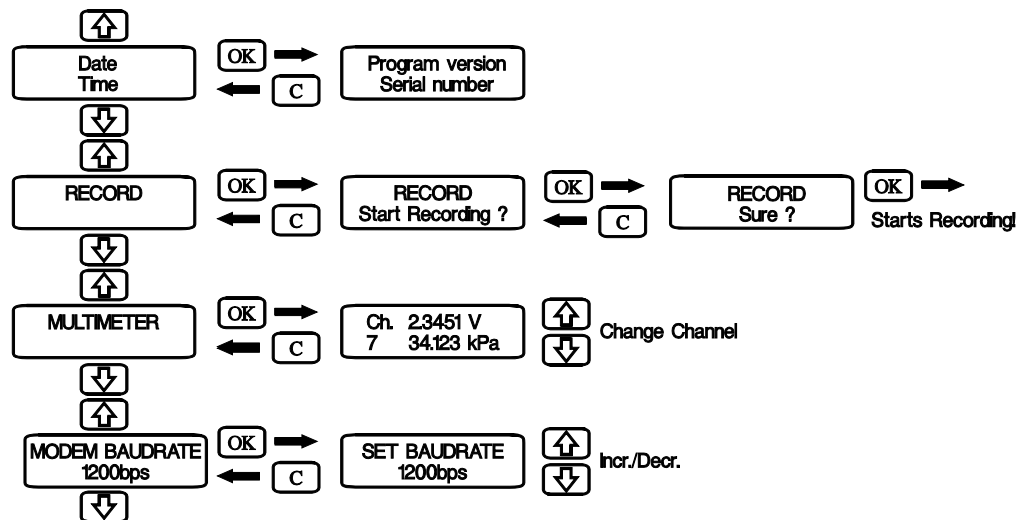 Date
Time
OK
C
Program version
Serial number
RECORD
OK
C
RECORD
Start Recording ?
OK
C
RECORD
Sure ?
OK
Starts Recording!
MULTIMETER
OK
C
Ch. 2.3451 V
7 34.123 kPa
Change Channel
MODEM BAUDRATE
1200bps
OK
C
SET BAUDRATE
1200bps
Incr./Decr.